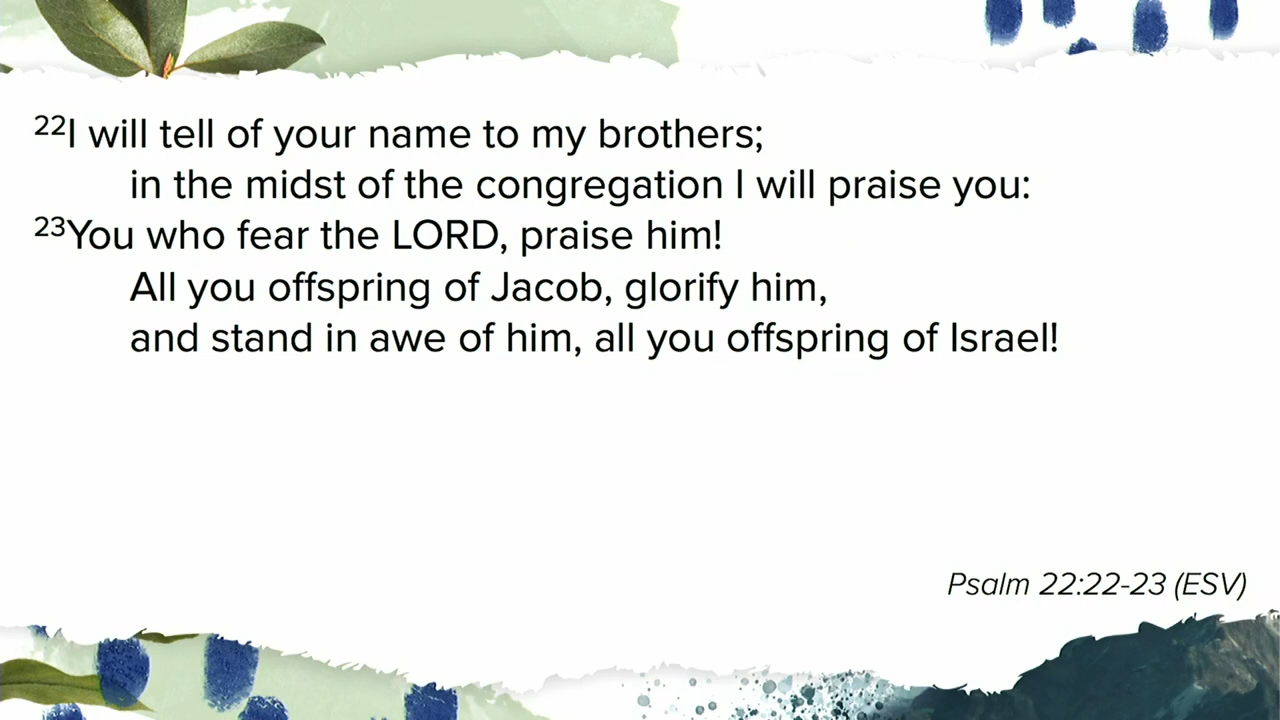 22I will tell of your name to my brothers;
in the midst of the congregation I will praise you:
23You who fear the LORD, praise him!
All you offspring of Jacob, glorify him,
and stand in awe of him, all you offspring of Israel!
Psalm 22:22-23 (ESV)